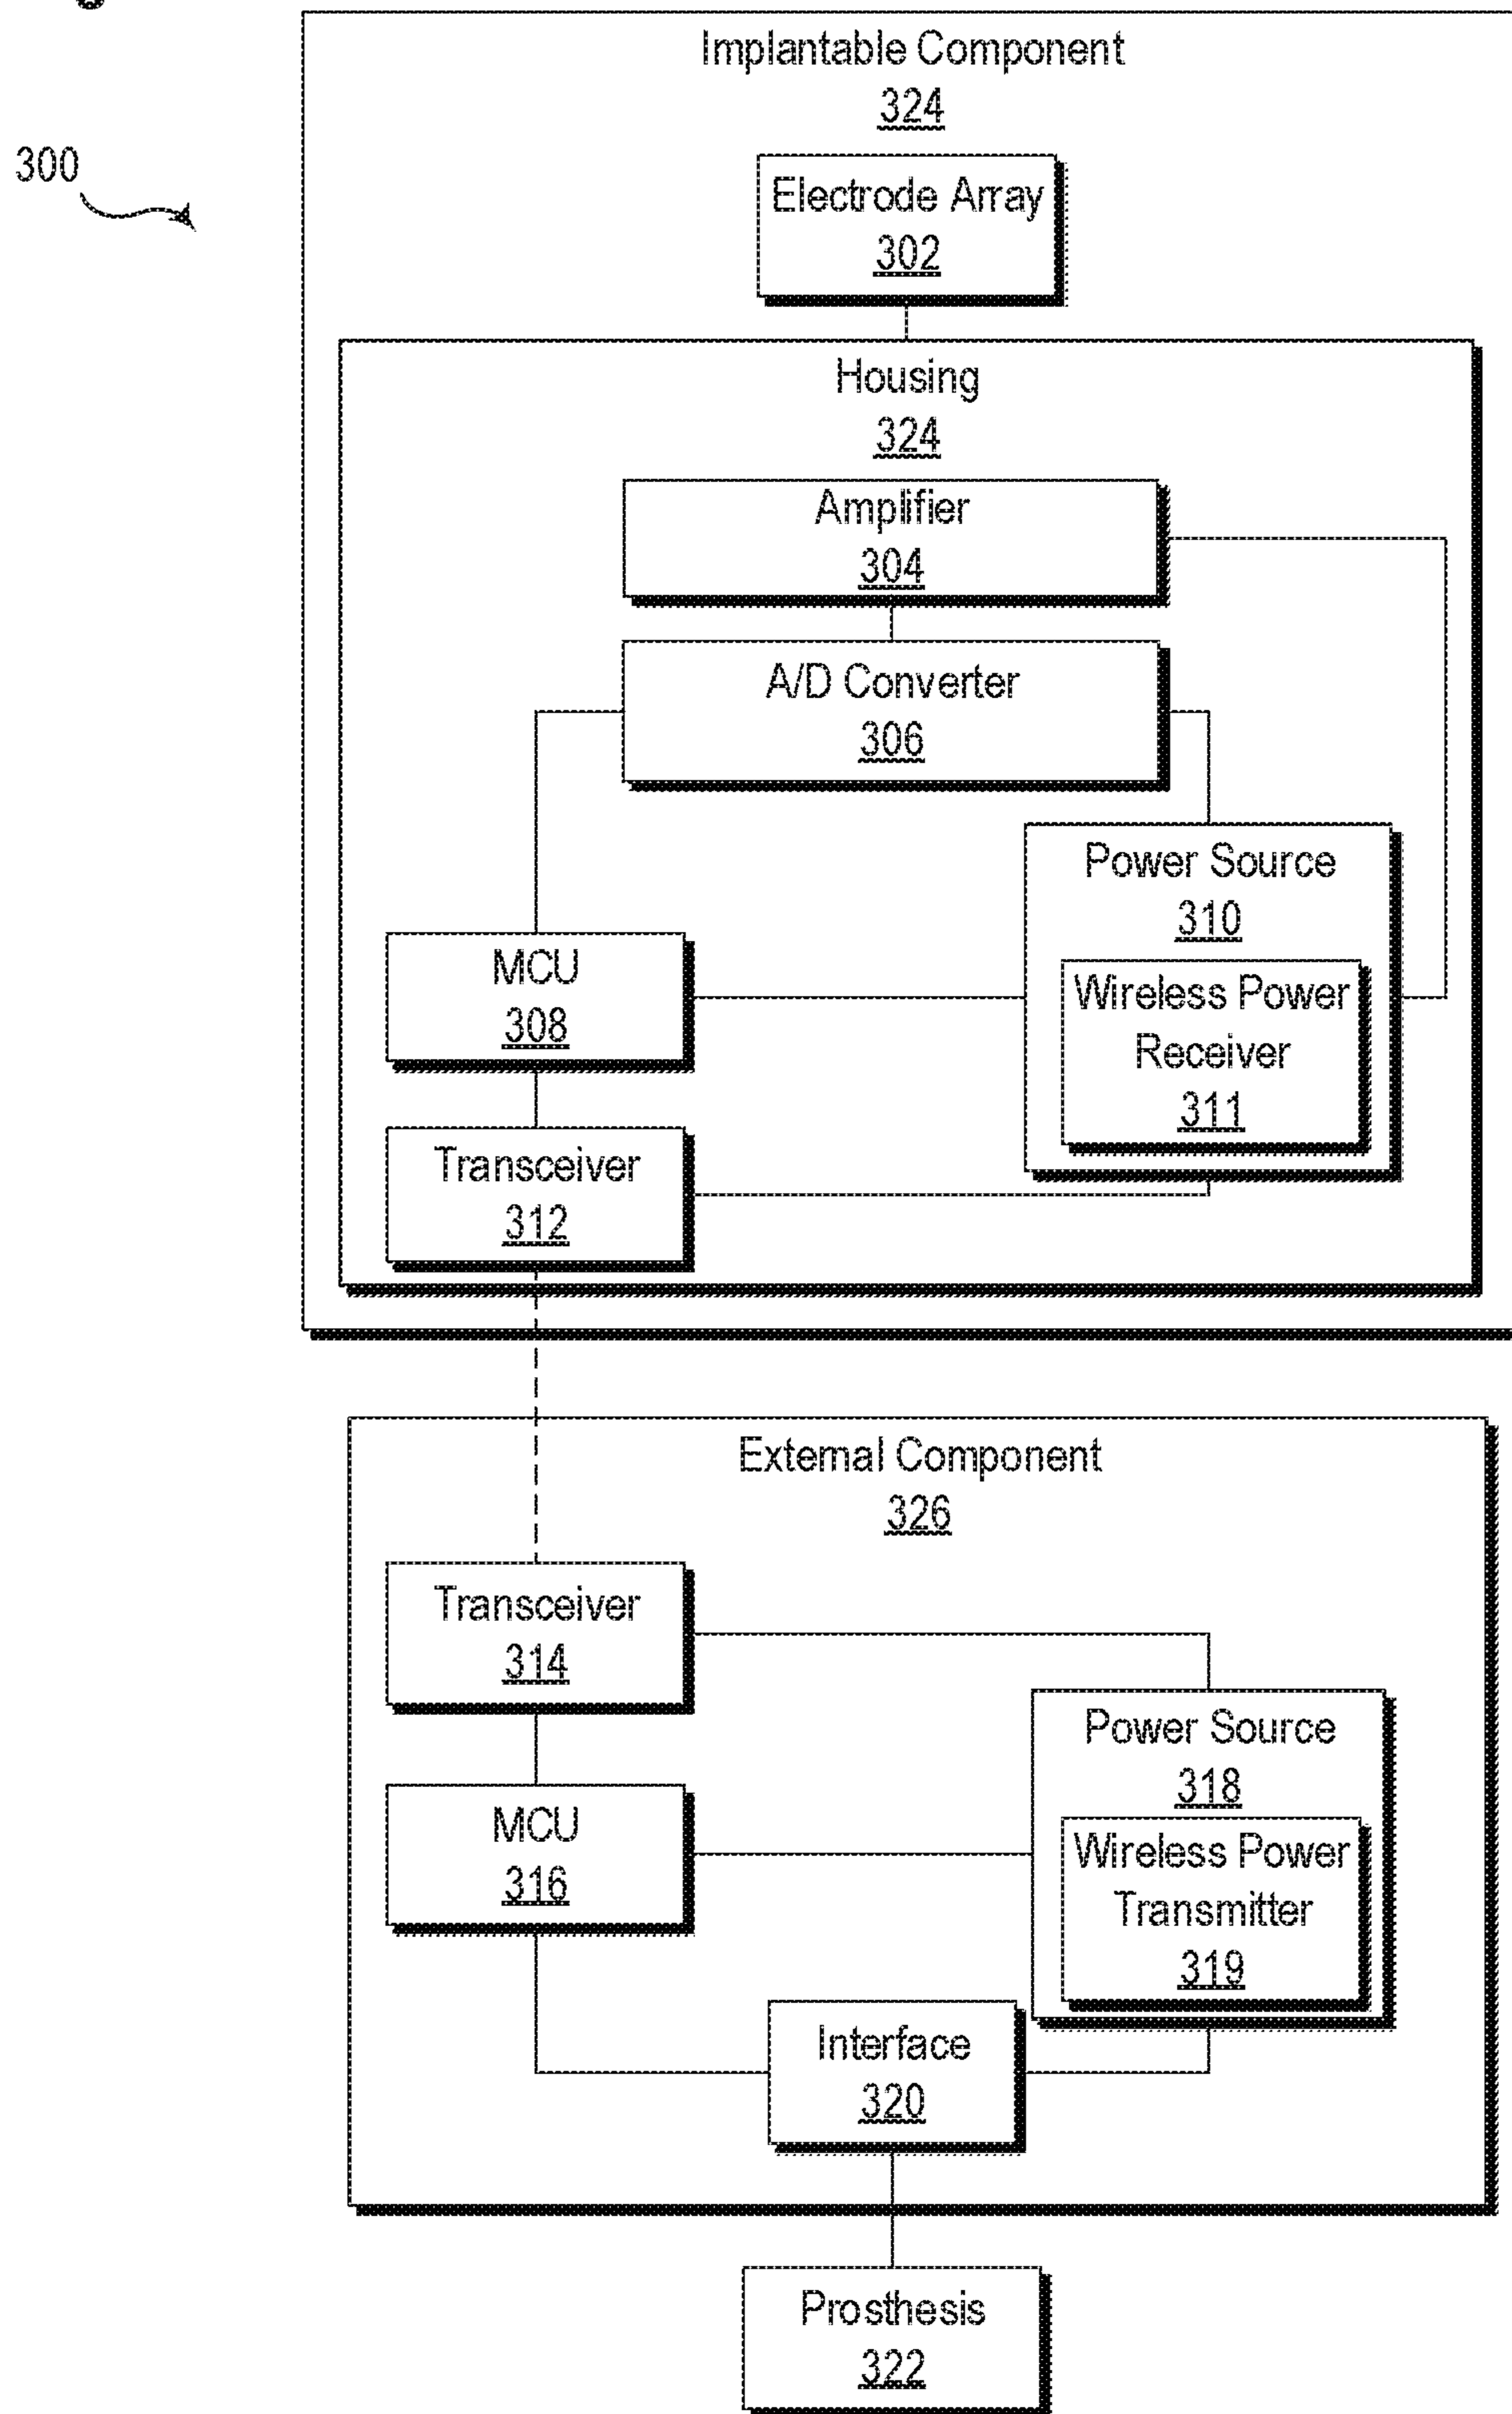 Implantable Component
324
300
Electrode Array
302
Housing
324
Amplifier
304
A/D Converter
306
Power Source
310
MCU
308
Wireless Power
Receiver
311
Transceiver
312
External Component
326
Transceiver
314
Power Source
318
MCU
316
Wireless Power
Transmitter
319
Interface
320
Prosthesis
322